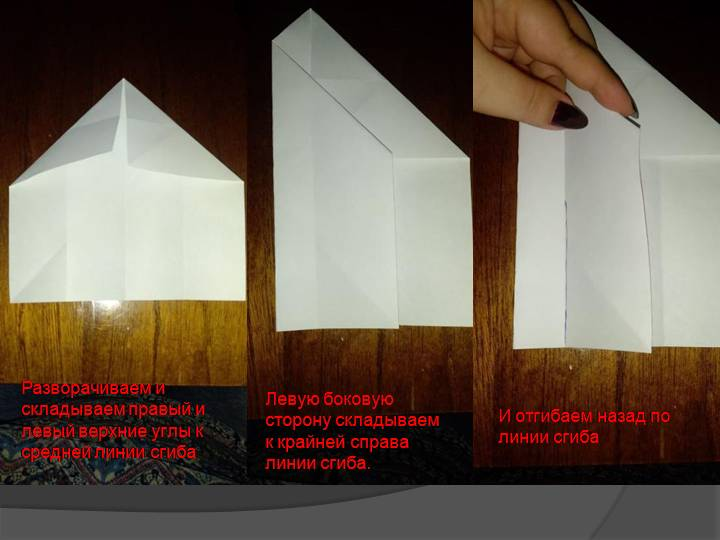 Разворачиваем и
складываем правый и
левый верхние углы к
средней линии сгиба
Левую боковую
сторону складываем
к крайней справа
линии сгиба.
И отгибаем назад по
линии сгиба